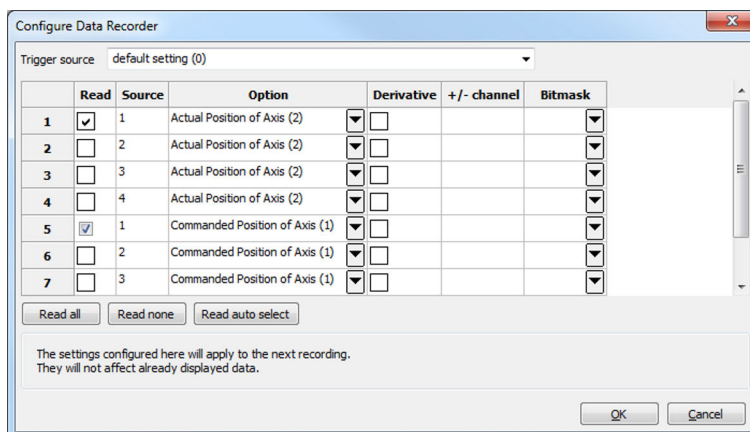 Configure Data Recorder
Trigger source default setting (0)
Read Source Option Derivative +/- channel Bitmask
1 1 Actual Position of Axis (2)
2 2 Actual Position of Axis (2)
3 3 Actual Position of Axis (2)
4 4 Actual Position of Axis (2)
5 1 Commanded Position of Axis (1)
6 2 Commanded Position of Axis (1)
7 3 Commanded Position of Axis (1)
Read all Read none Read auto select
The settings configured here will apply to the next recording.
They will not affect already displayed data.
OK Cancel